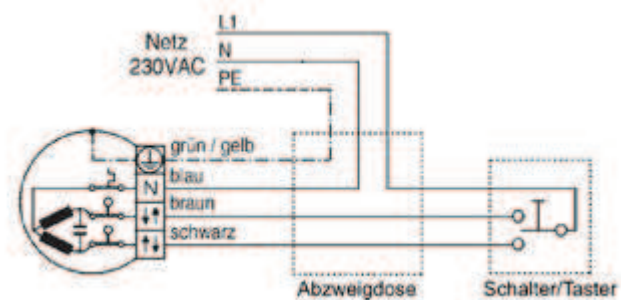 L1
Netz
230VAC
N
PE
grün / gelb
blau
N
braun
schwarz
Abzweigdose
Schalter/Taster